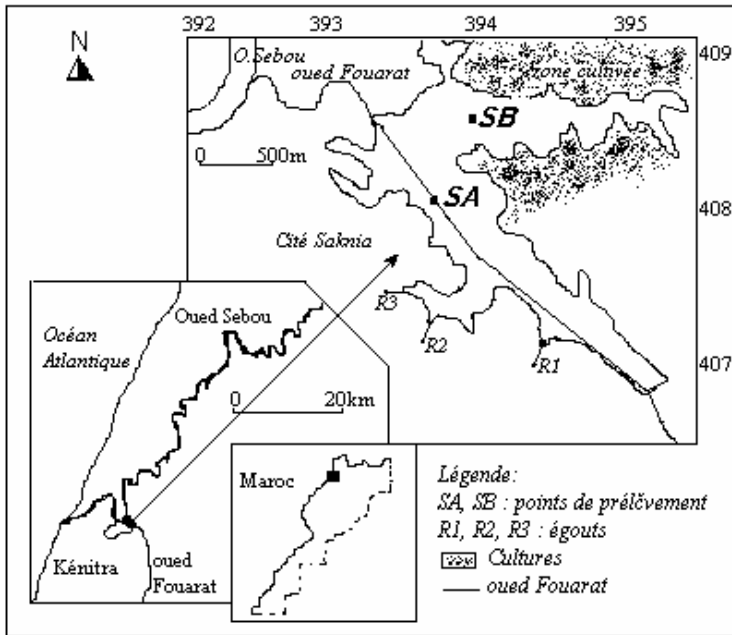 392 393 394 395
N
409
O.Sebou
oued Fouarat
zone cultivée
SB
0 500m
SA
408
Cité Saknia
R3
Oued Sebou
Océan
Atlantique
R2
R1
407
0 20km
Maroc
Kénitra
oued
Fouarat
Légende:
SA, SB : points de prélčvement
R1, R2, R3 : égouts
Cultures
oued Fouarat